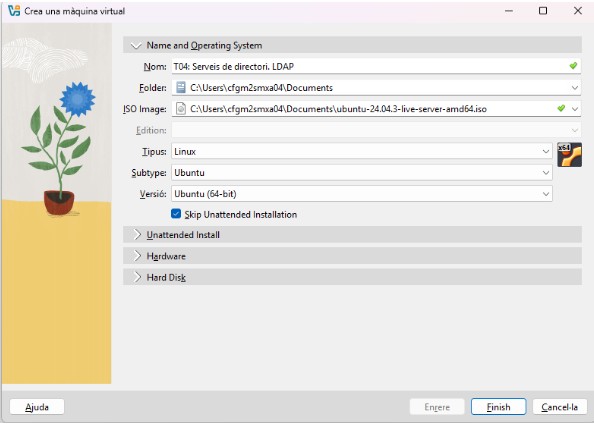 Crea una màquina virtual
Name and Operating System
Nom: T04: Serveis de directori. LDAP
Folder: C:\Users\cfgm2smxa04\Documents
ISO Image: C:\Users\cfgm2smxa04\Documents\ubuntu-24.04.3-live-server-amd64.iso
Edition:
Tipus: Linux
x64
Subtype: Ubuntu
Versió: Ubuntu (64-bit)
Skip Unattended Installation
Unattended Install
Hardware
Hard Disk
Ajuda Enrere Finish Cancel·la